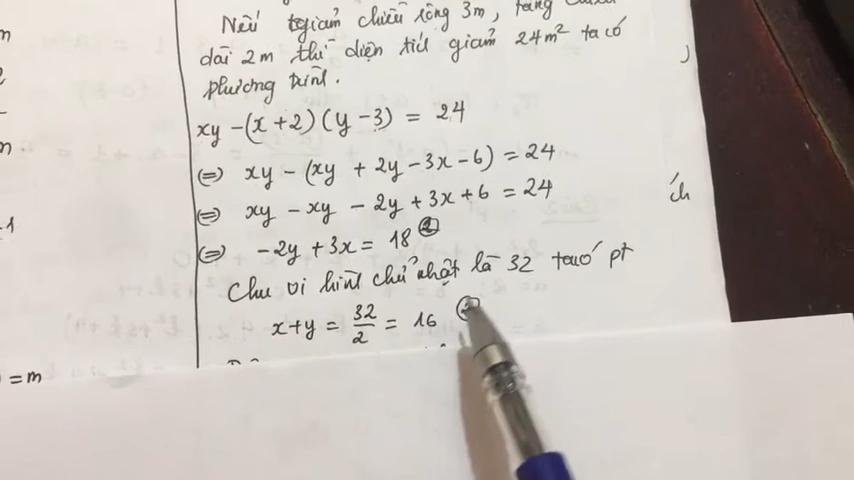 Nếu giảm chiều rộng 3m, tăng
dài 2m thì diện tích giảm 24m² ta có
phương trình.
xy - (x + 2) (y - 3) = 24
⇔ xy - (xy + 2y - 3x - 6) = 24
⇔ xy - xy - 2y + 3x + 6 = 24
⇔ -2y + 3x = 18 ②
Chu vi hình chữ nhật là 32 ta có pt
x + y = 32/2 = 16
= m
ích